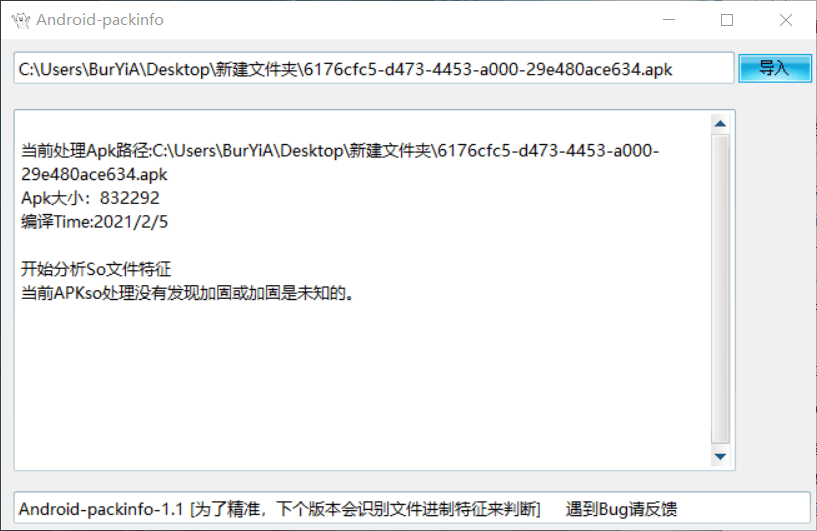 Android-packinfo
C:\Users\BurYiA\Desktop\新建文件夹\6176cfc5-d473-4453-a000-29e480ace634.apk
导入
当前处理Apk路径:C:\Users\BurYiA\Desktop\新建文件夹\6176cfc5-d473-4453-a000-
29e480ace634.apk
Apk大小：832292
编译Time:2021/2/5
开始分析So文件特征
当前APKso处理没有发现加固或加固是未知的。
Android-packinfo-1.1 [为了精准，下个版本会识别文件进制特征来判断] 遇到Bug请反馈